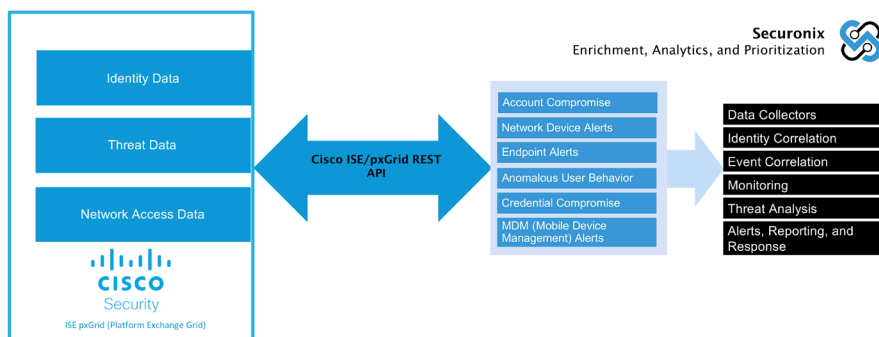 Securonix
Enrichment, Analytics, and Prioritization
Identity Data
Threat Data
Network Access Data
CISCO
Security
ISE pxGrid (Platform Exchange Grid)
Cisco ISE/pxGrid REST
API
Account Compromise
Network Device Alerts
Endpoint Alerts
Anomalous User Behavior
Credential Compromise
MDM (Mobile Device
Management) Alerts
Data Collectors
Identity Correlation
Event Correlation
Monitoring
Threat Analysis
Alerts, Reporting, and
Response